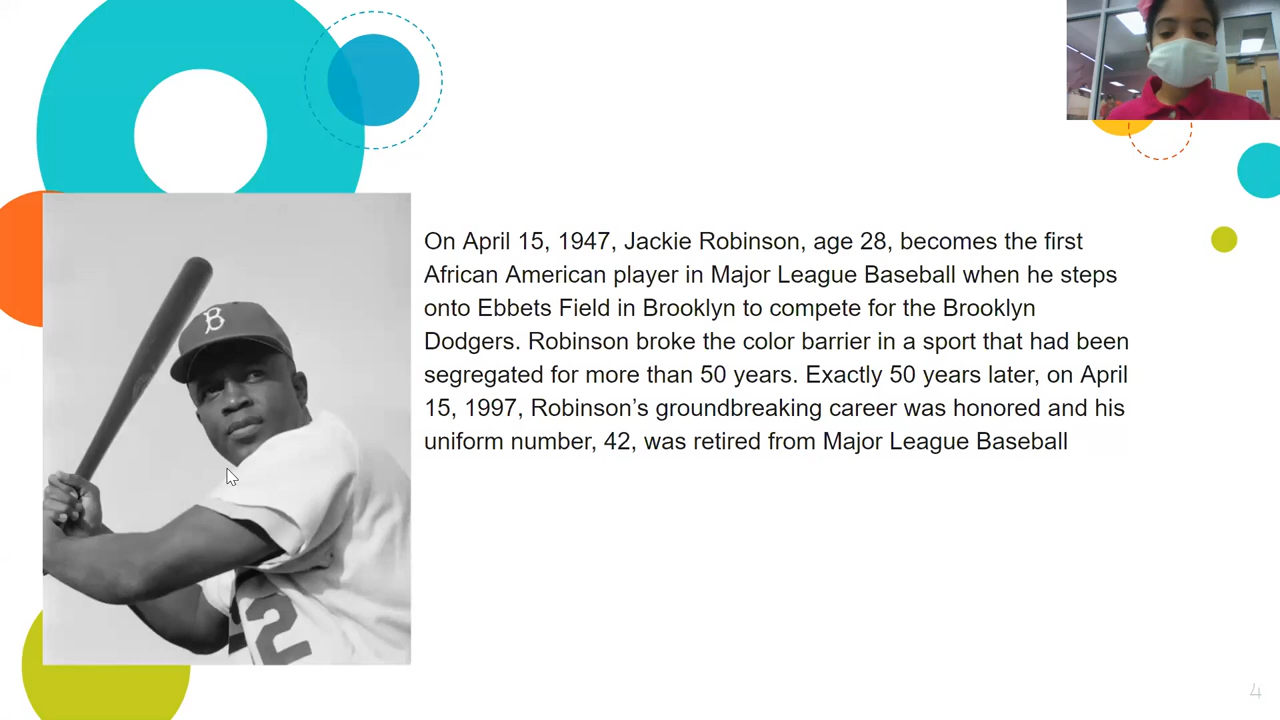 On April 15, 1947, Jackie Robinson, age 28, becomes the first
African American player in Major League Baseball when he steps
onto Ebbets Field in Brooklyn to compete for the Brooklyn
Dodgers. Robinson broke the color barrier in a sport that had been
segregated for more than 50 years. Exactly 50 years later, on April
15, 1997, Robinson’s groundbreaking career was honored and his
uniform number, 42, was retired from Major League Baseball
B
2
4